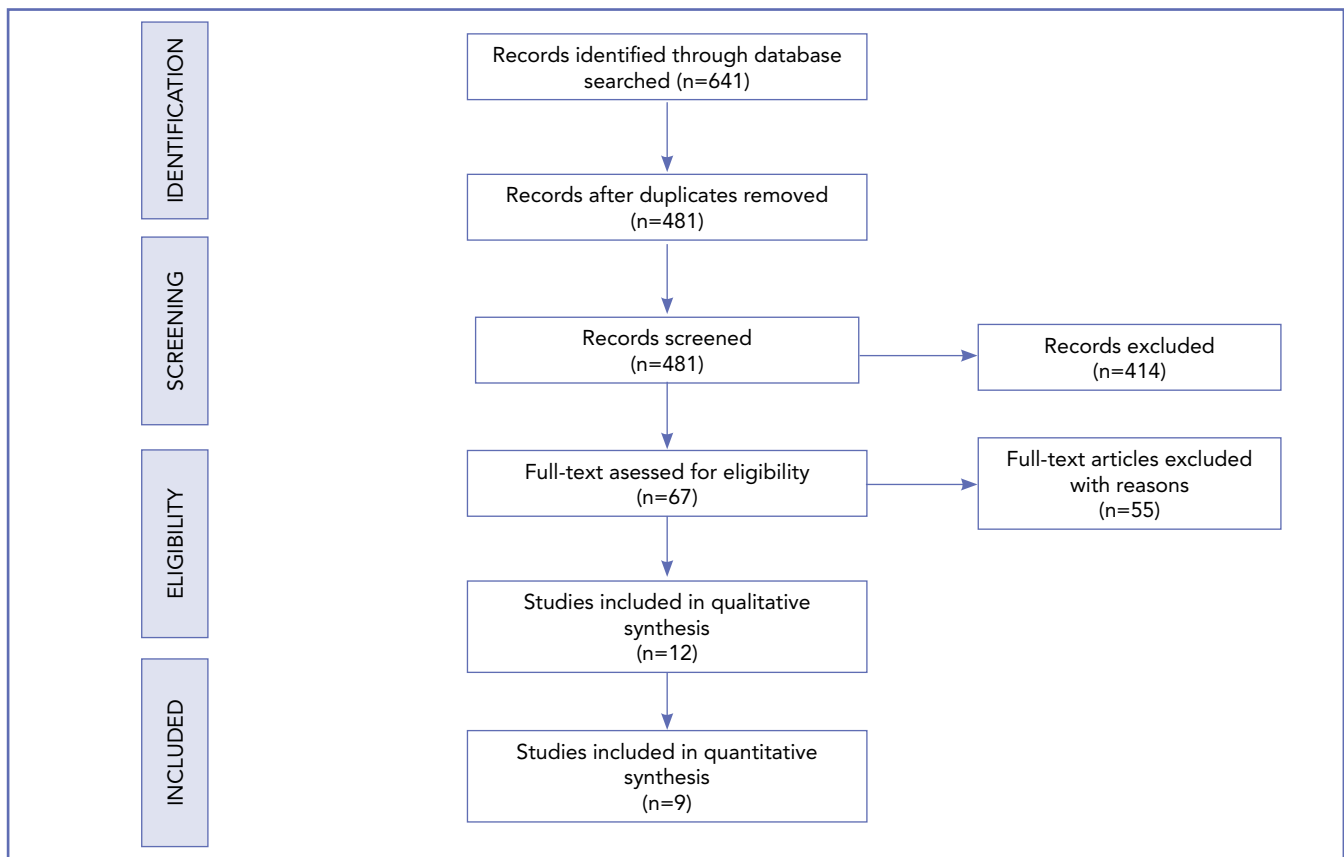 IDENTIFICATION
Records identified through database
searched (n=641)
Records after duplicates removed
(n=481)
SCREENING
Records screened
(n=481)
Records excluded
(n=414)
ELIGIBILITY
Full-text asessed for eligibility
(n=67)
Full-text articles excluded
with reasons
(n=55)
Studies included in qualitative
synthesis
(n=12)
INCLUDED
Studies included in quantitative
synthesis
(n=9)